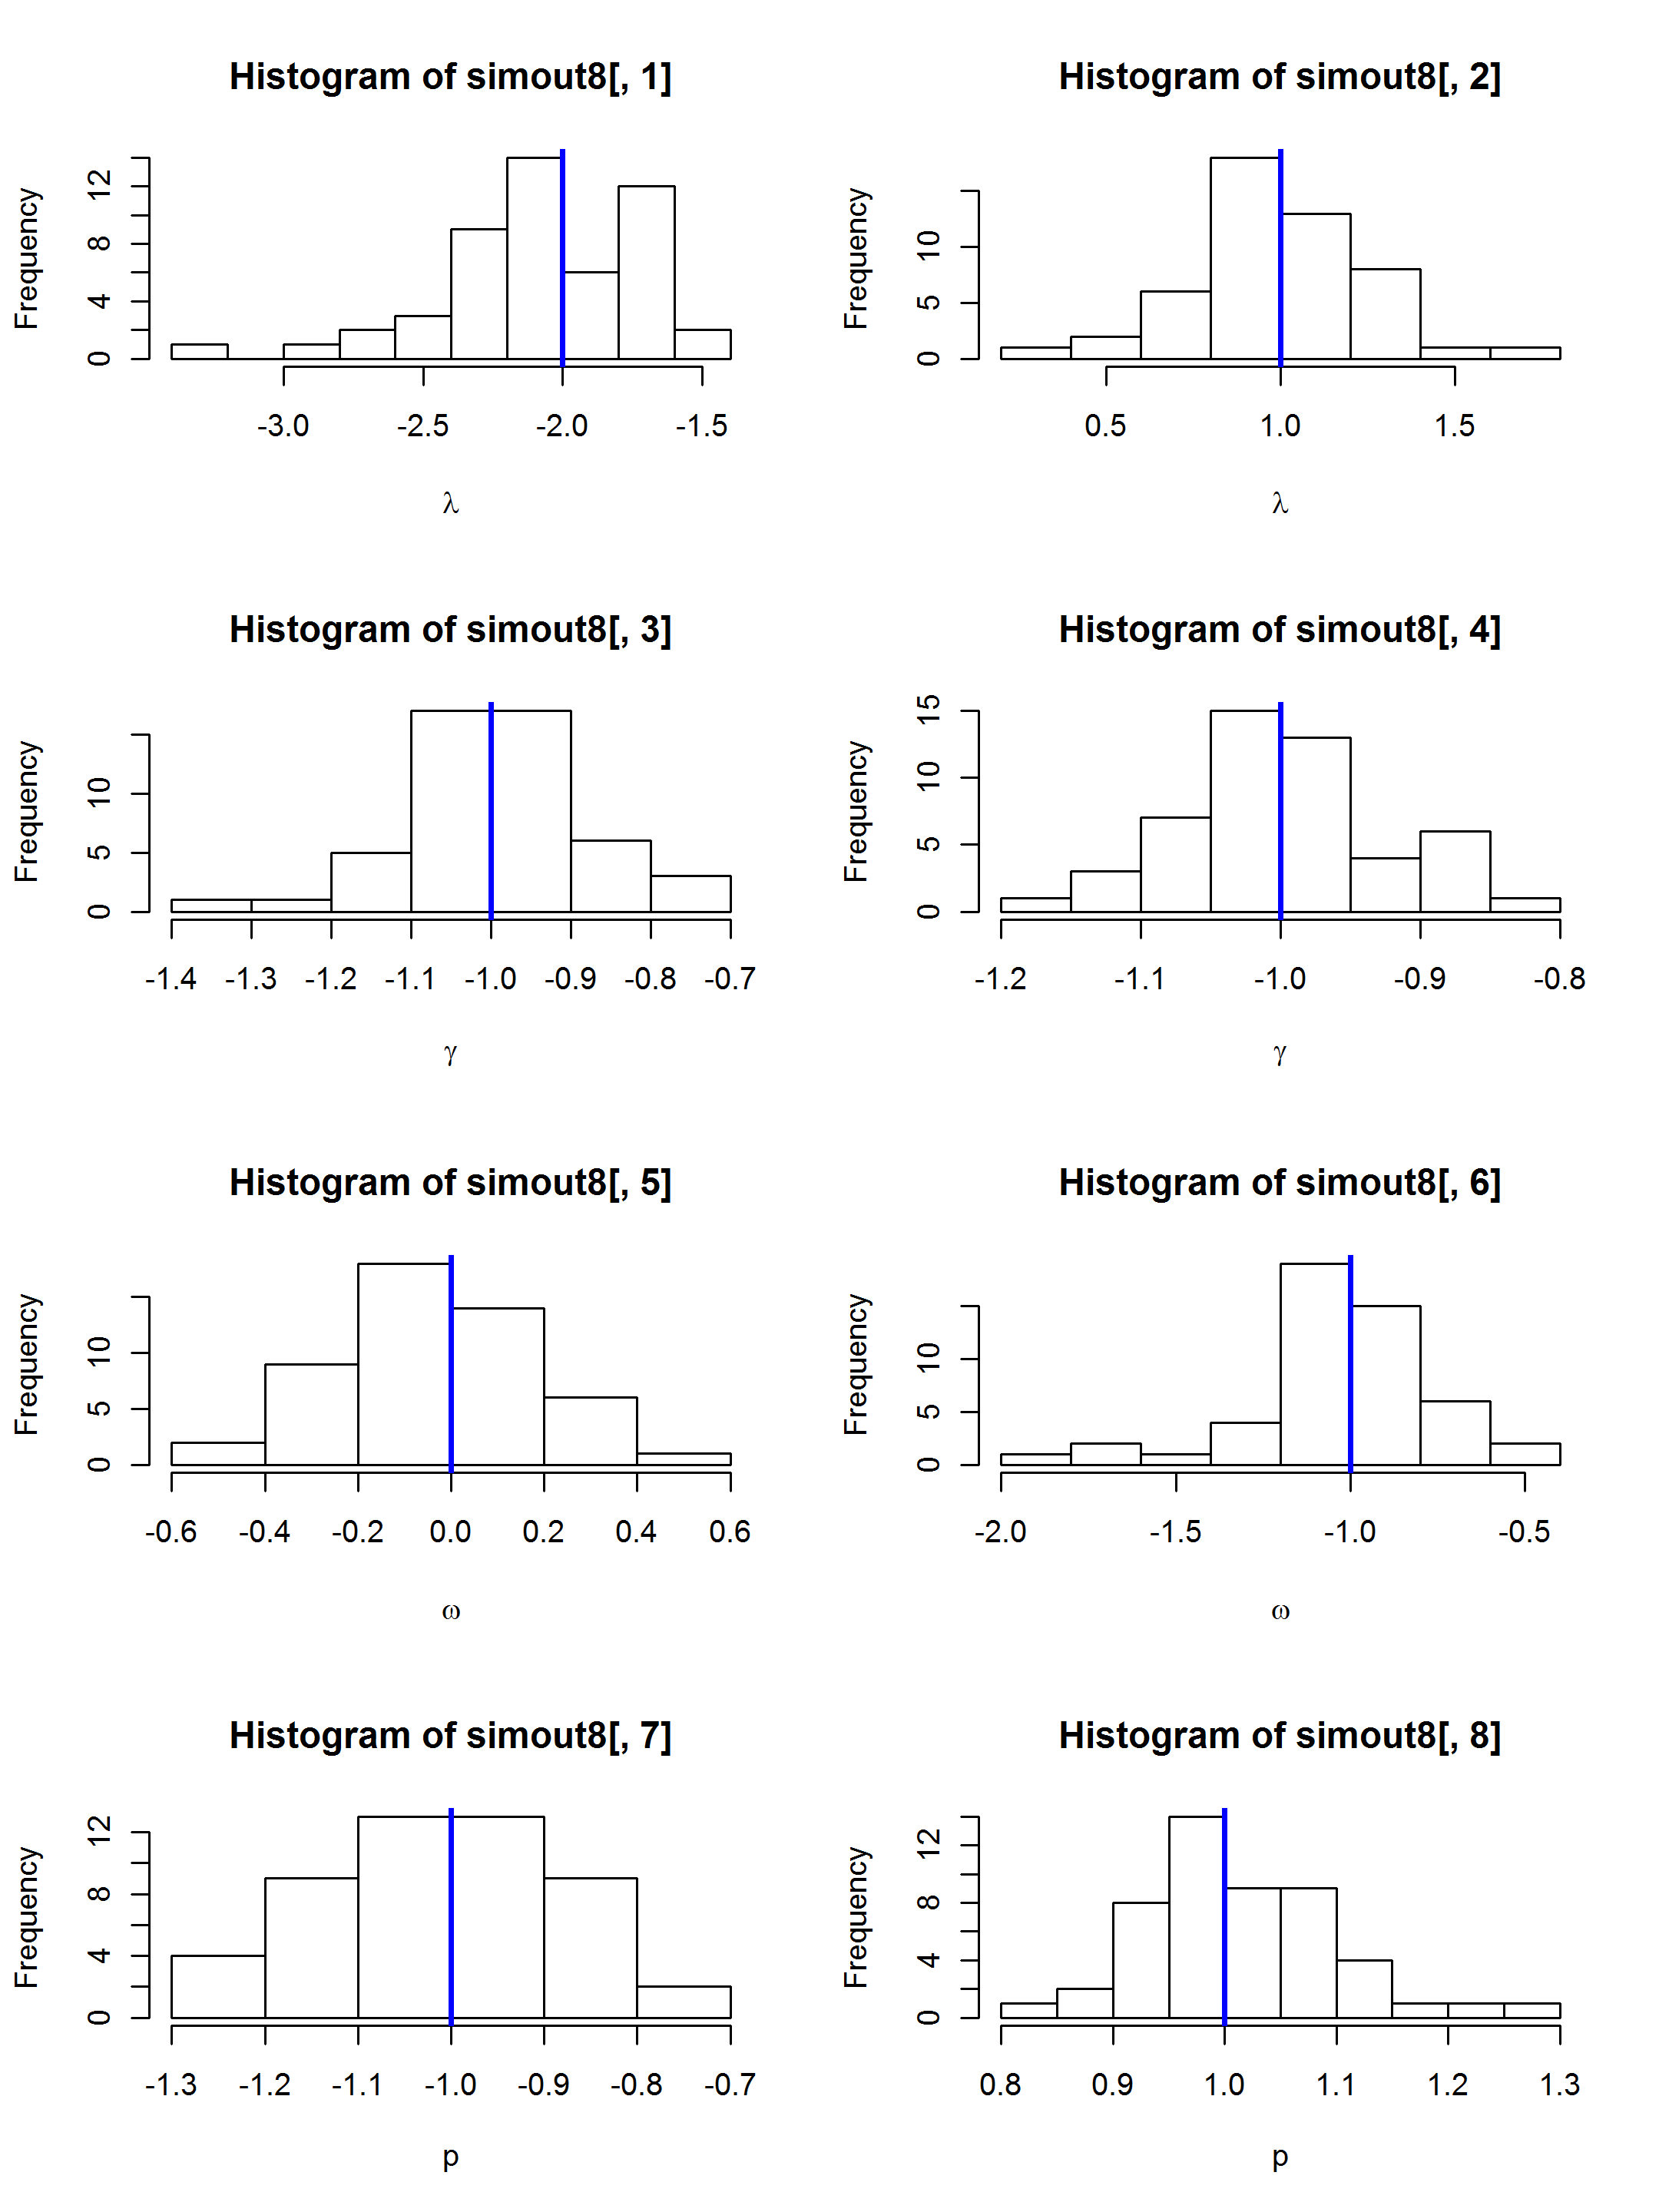 Histogram of simout8[, 1]
Frequency
0 4 8 12
-3.0 -2.5 -2.0 -1.5
λ
Histogram of simout8[, 2]
Frequency
0 5 10
0.5 1.0 1.5
λ
Histogram of simout8[, 3]
Frequency
0 5 10
-1.4 -1.3 -1.2 -1.1 -1.0 -0.9 -0.8 -0.7
γ
Histogram of simout8[, 4]
Frequency
0 5 10 15
-1.2 -1.1 -1.0 -0.9 -0.8
γ
Histogram of simout8[, 5]
Frequency
0 5 10
-0.6 -0.4 -0.2 0.0 0.2 0.4 0.6
ω
Histogram of simout8[, 6]
Frequency
0 5 10
-2.0 -1.5 -1.0 -0.5
ω
Histogram of simout8[, 7]
Frequency
0 4 8 12
-1.3 -1.2 -1.1 -1.0 -0.9 -0.8 -0.7
p
Histogram of simout8[, 8]
Frequency
0 4 8 12
0.8 0.9 1.0 1.1 1.2 1.3
p